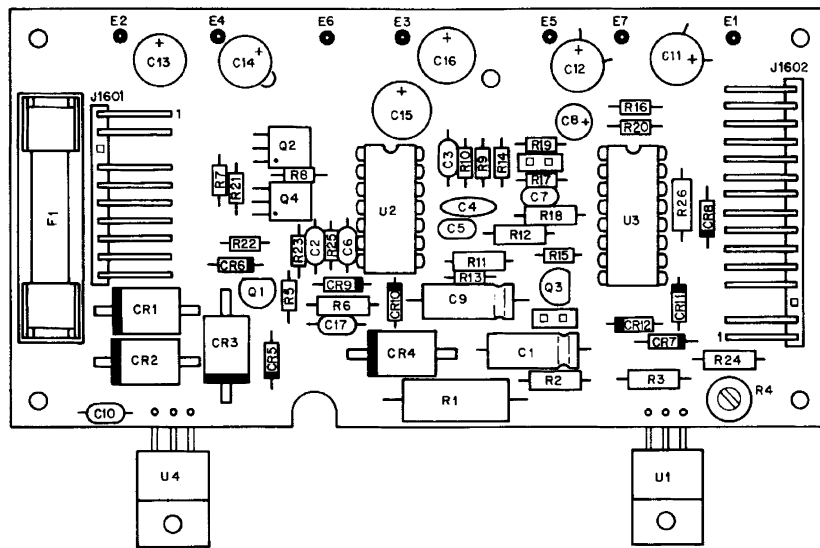 E2 E4 E6 E3 E5 E7 E1
C13 C14 C16 C12 C11
J1601 J1602
1 C15 C8 R16
R20
Q2 C3 R10 R9 R14 R19
R7 R21 R8 R17
F1 Q4 U2 C4 C7 U3 R26 CR8
C5 R18
R22 R23 C2 R25 C6 R12
CR6 R11 R15
Q1 R5 CR9 CR10 R13 Q3 CR11
CR1 R6 C9
CR3 C17 CR12 1
CR2 CR5 CR4 C1 CR7
R24
R2 R3
C10 R1 R4
U4 U1